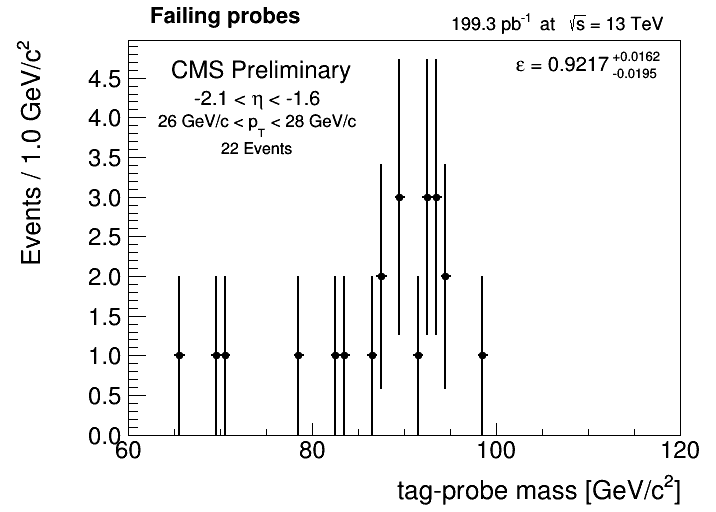 Failing probes
199.3 pb⁻¹ at √s = 13 TeV
CMS Preliminary
-2.1 < η < -1.6
26 GeV/c < p_T < 28 GeV/c
22 Events
ε = 0.9217 +0.0162 -0.0195
Events / 1.0 GeV/c²
4.5
4.0
3.5
3.0
2.5
2.0
1.5
1.0
0.5
0.0
60 80 100 120
tag-probe mass [GeV/c²]